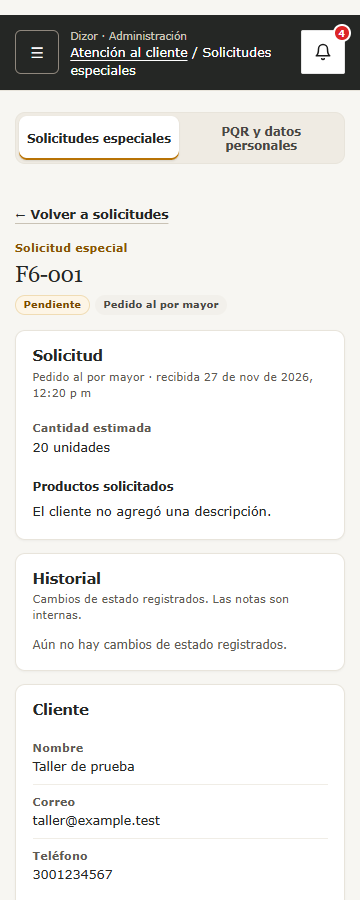 Dizor · Administración
Atención al cliente / Solicitudes
especiales
4
Solicitudes especiales
PQR y datos
personales
← Volver a solicitudes
Solicitud especial
F6-001
Pendiente
Pedido al por mayor
Solicitud
Pedido al por mayor · recibida 27 de nov de 2026,
12:20 p m
Cantidad estimada
20 unidades
Productos solicitados
El cliente no agregó una descripción.
Historial
Cambios de estado registrados. Las notas son
internas.
Aún no hay cambios de estado registrados.
Cliente
Nombre
Taller de prueba
Correo
taller@example.test
Teléfono
3001234567